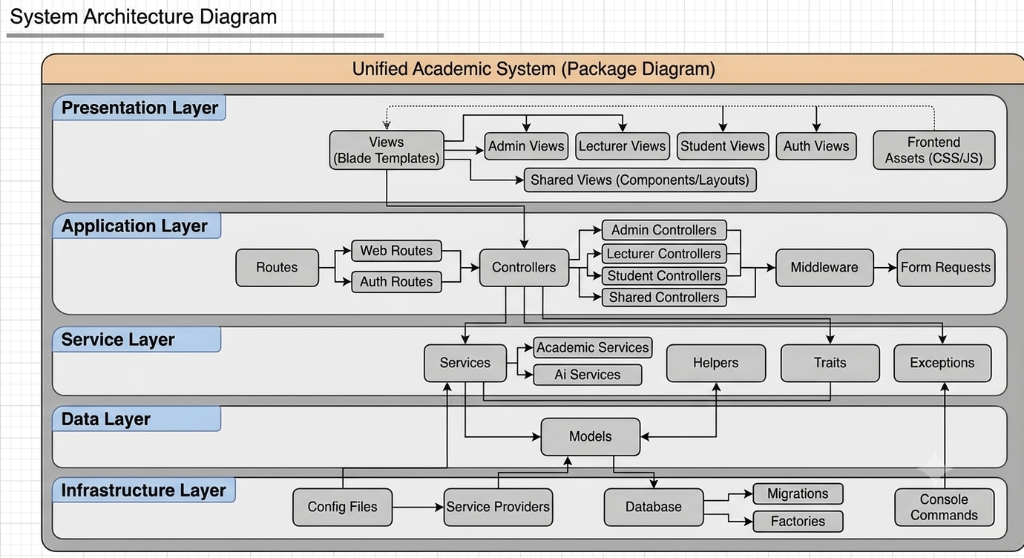 System Architecture Diagram
Unified Academic System (Package Diagram)
Presentation Layer
Views
(Blade Templates)
Admin Views
Lecturer Views
Student Views
Auth Views
Frontend
Assets (CSS/JS)
Shared Views (Components/Layouts)
Application Layer
Routes
Web Routes
Auth Routes
Controllers
Admin Controllers
Lecturer Controllers
Student Controllers
Shared Controllers
Middleware
Form Requests
Service Layer
Services
Academic Services
Ai Services
Helpers
Traits
Exceptions
Data Layer
Models
Infrastructure Layer
Config Files
Service Providers
Database
Migrations
Factories
Console
Commands